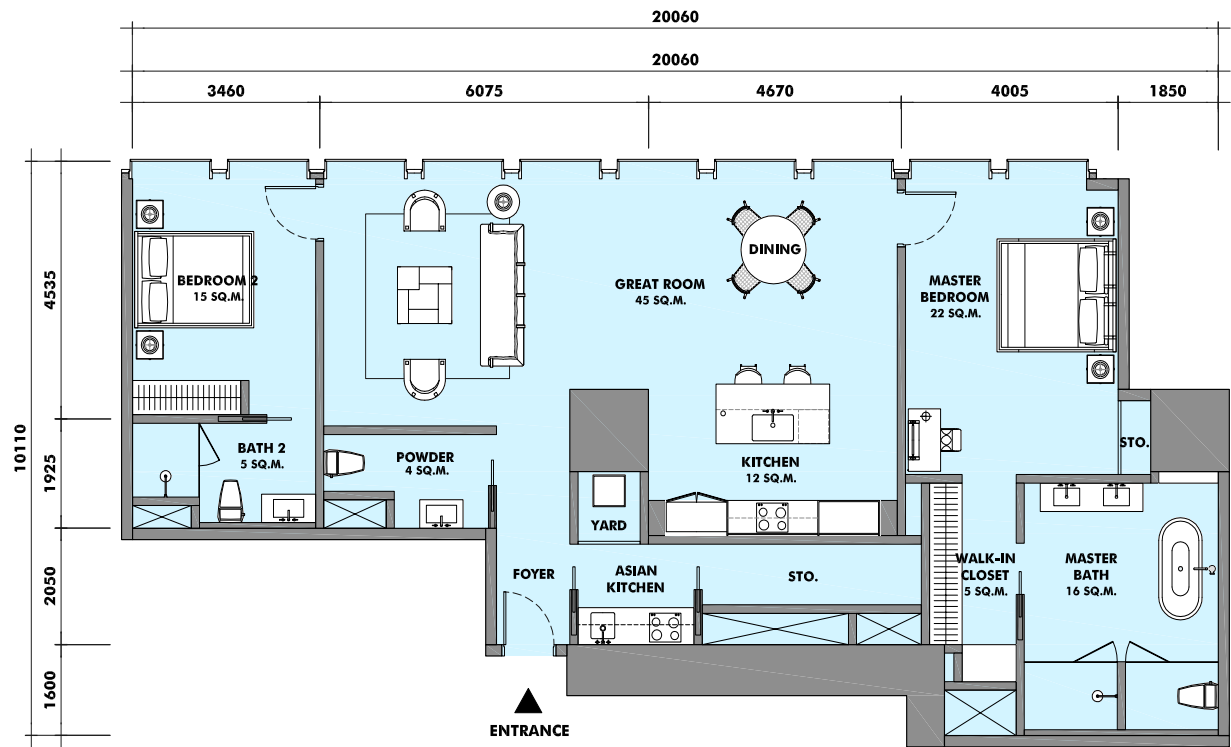 20060
20060
3460
6075
4670
4005
1850
10110
4535
1925
2050
1600
BEDROOM 2
15 SQ.M.
GREAT ROOM
45 SQ.M.
DINING
MASTER
BEDROOM
22 SQ.M.
BATH 2
5 SQ.M.
POWDER
4 SQ.M.
KITCHEN
12 SQ.M.
STO.
YARD
FOYER
ASIAN
KITCHEN
STO.
WALK-IN
CLOSET
5 SQ.M.
MASTER
BATH
16 SQ.M.
ENTRANCE